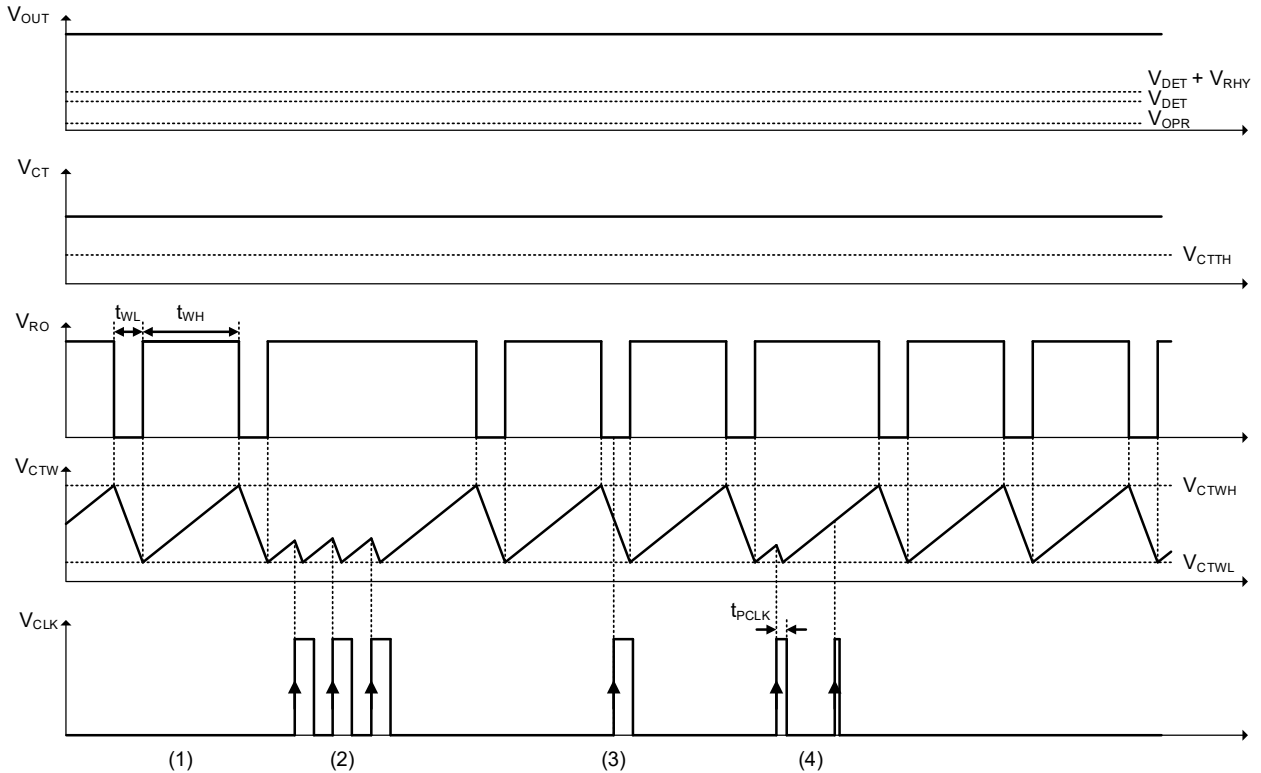 VOUT
VDET + VRHY
VDET
VOPR
VCT
VCTTH
tWL
tWH
VRO
VCTW
VCTWH
VCTWL
VCLK
tPCLK
(1)
(2)
(3)
(4)